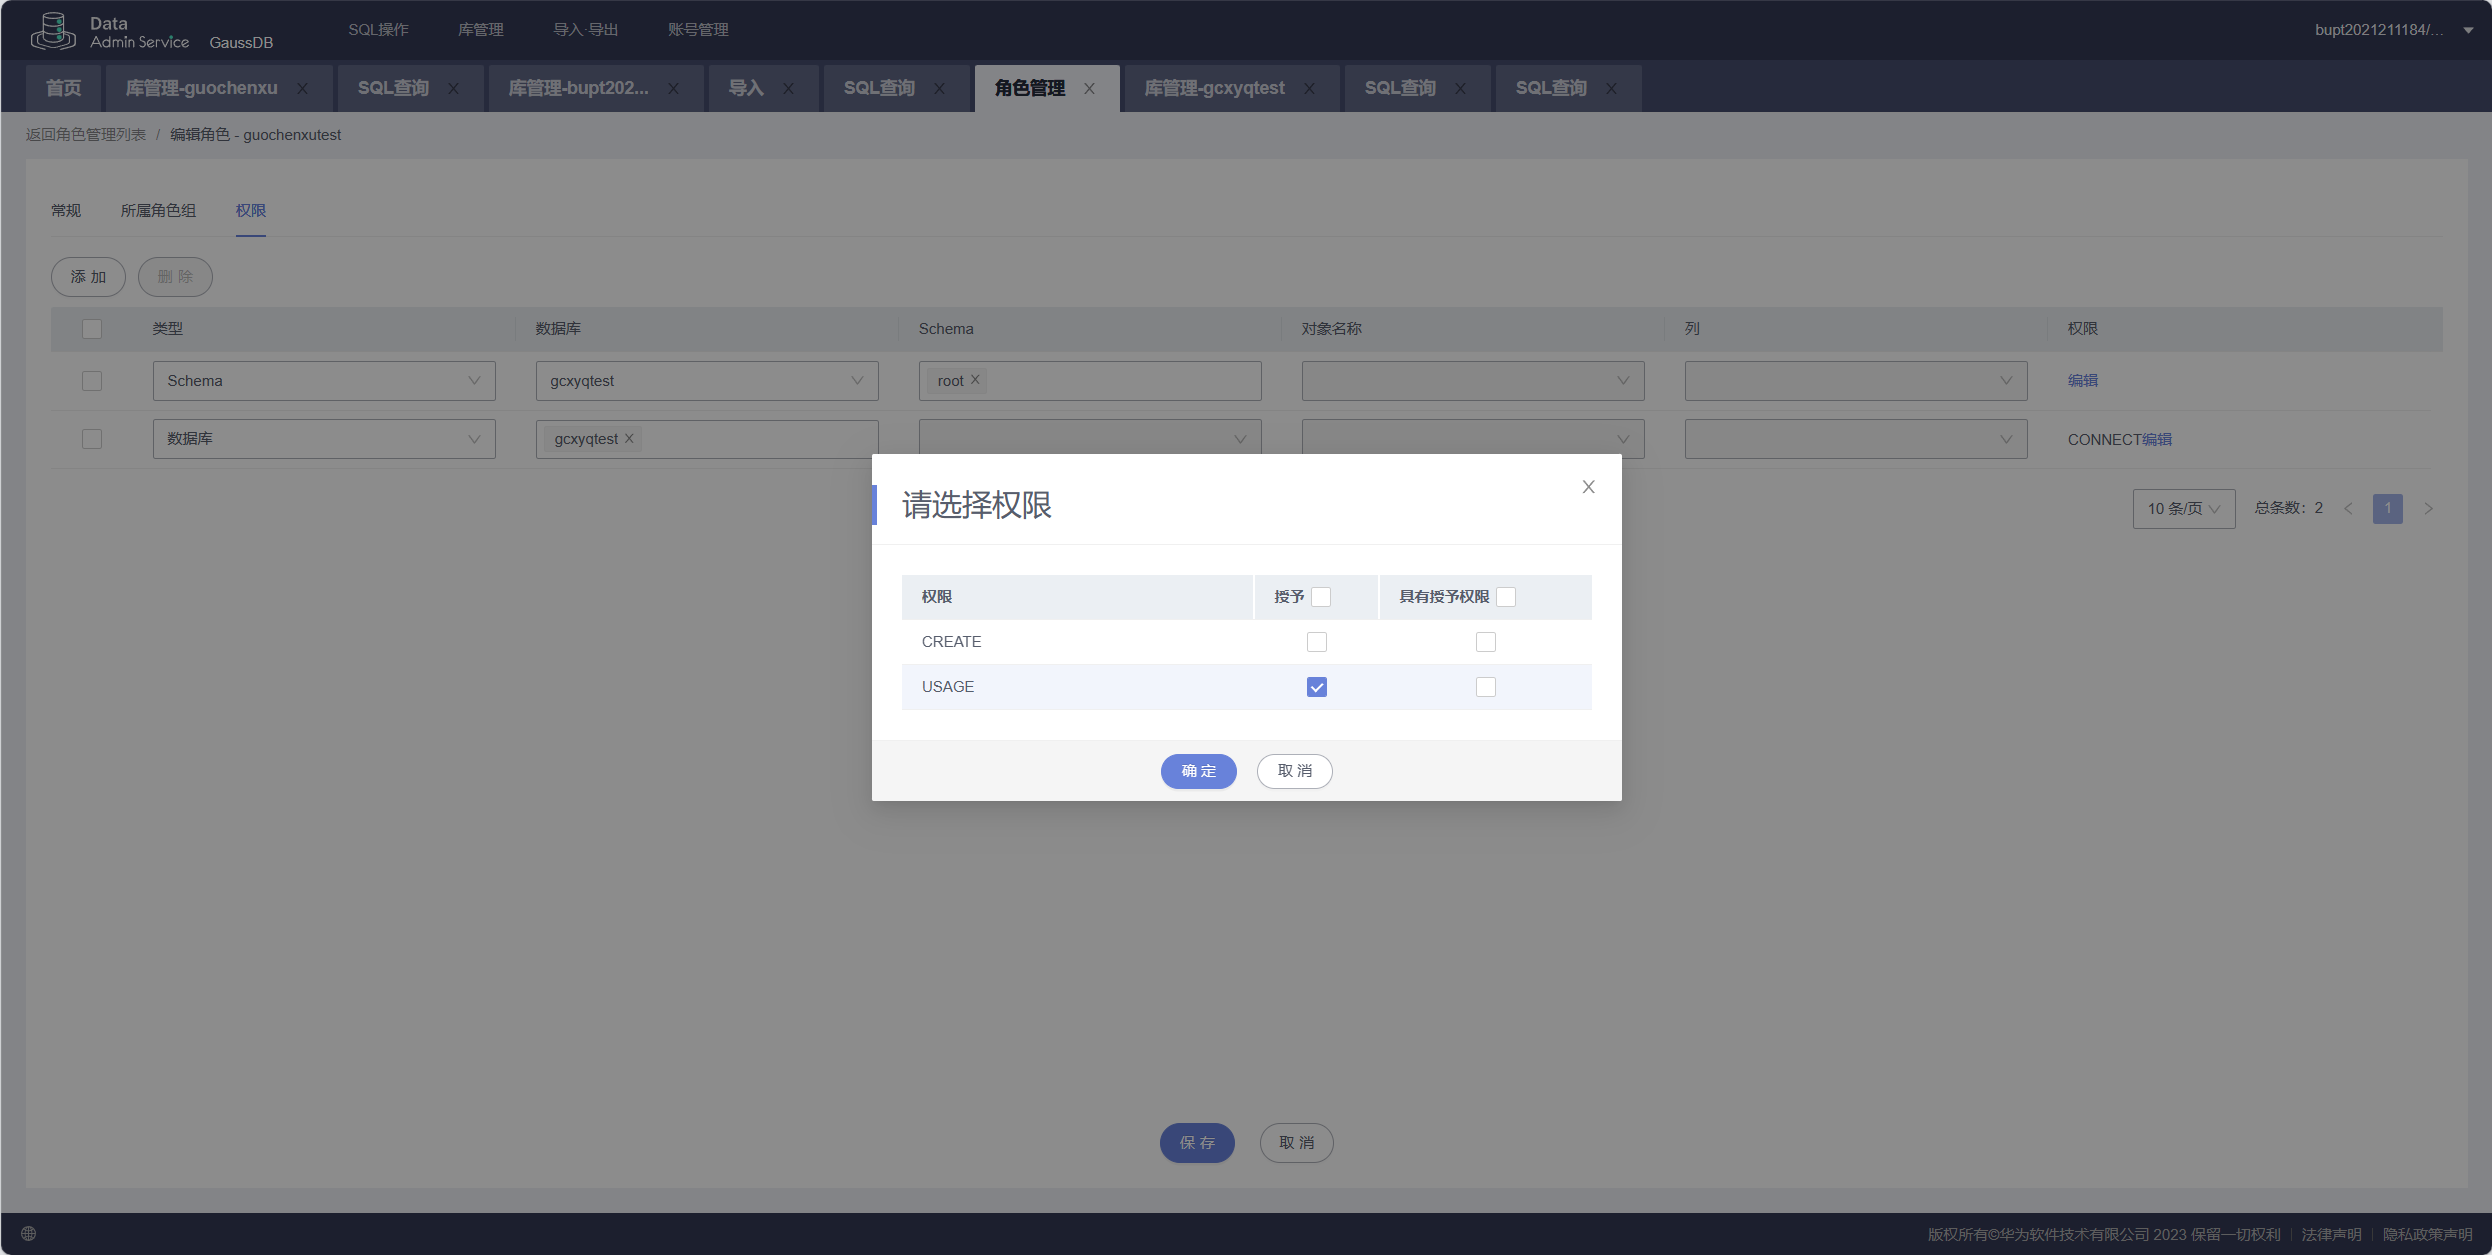 Data
Admin Service GaussDB SQL操作 库管理 导入·导出 账号管理 bupt2021211184/...
首页 库管理-guochenxu SQL查询 库管理-bupt202... 导入 SQL查询 角色管理 库管理-gcxyqtest SQL查询 SQL查询
返回角色管理列表 / 编辑角色 - guochenxutest
常规 所属角色组 权限
添 加 删 除
类型 数据库 Schema 对象名称 列 权限
Schema gcxyqtest root 编辑
数据库 gcxyqtest CONNECT编辑
10 条/页 总条数：2 < 1 >
请选择权限
权限 授予 具有授予权限
CREATE
USAGE
确 定 取 消
保 存 取 消
版权所有©华为软件技术有限公司 2023 保留一切权利 | 法律声明 | 隐私政策声明